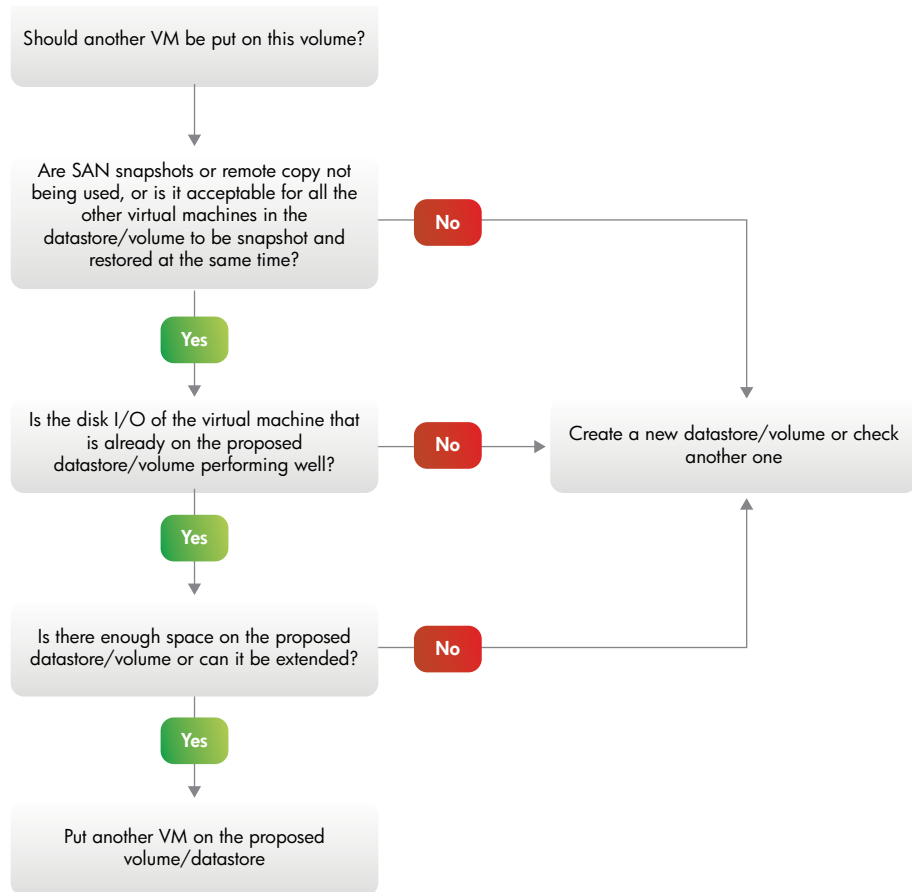 Should another VM be put on this volume?
Are SAN snapshots or remote copy not
being used, or is it acceptable for all the
other virtual machines in the
datastore/volume to be snapshot and
restored at the same time?
No
Yes
Is the disk I/O of the virtual machine that
is already on the proposed
datastore/volume performing well?
No
Create a new datastore/volume or check
another one
Yes
Is there enough space on the proposed
datastore/volume or can it be extended?
No
Yes
Put another VM on the proposed
volume/datastore